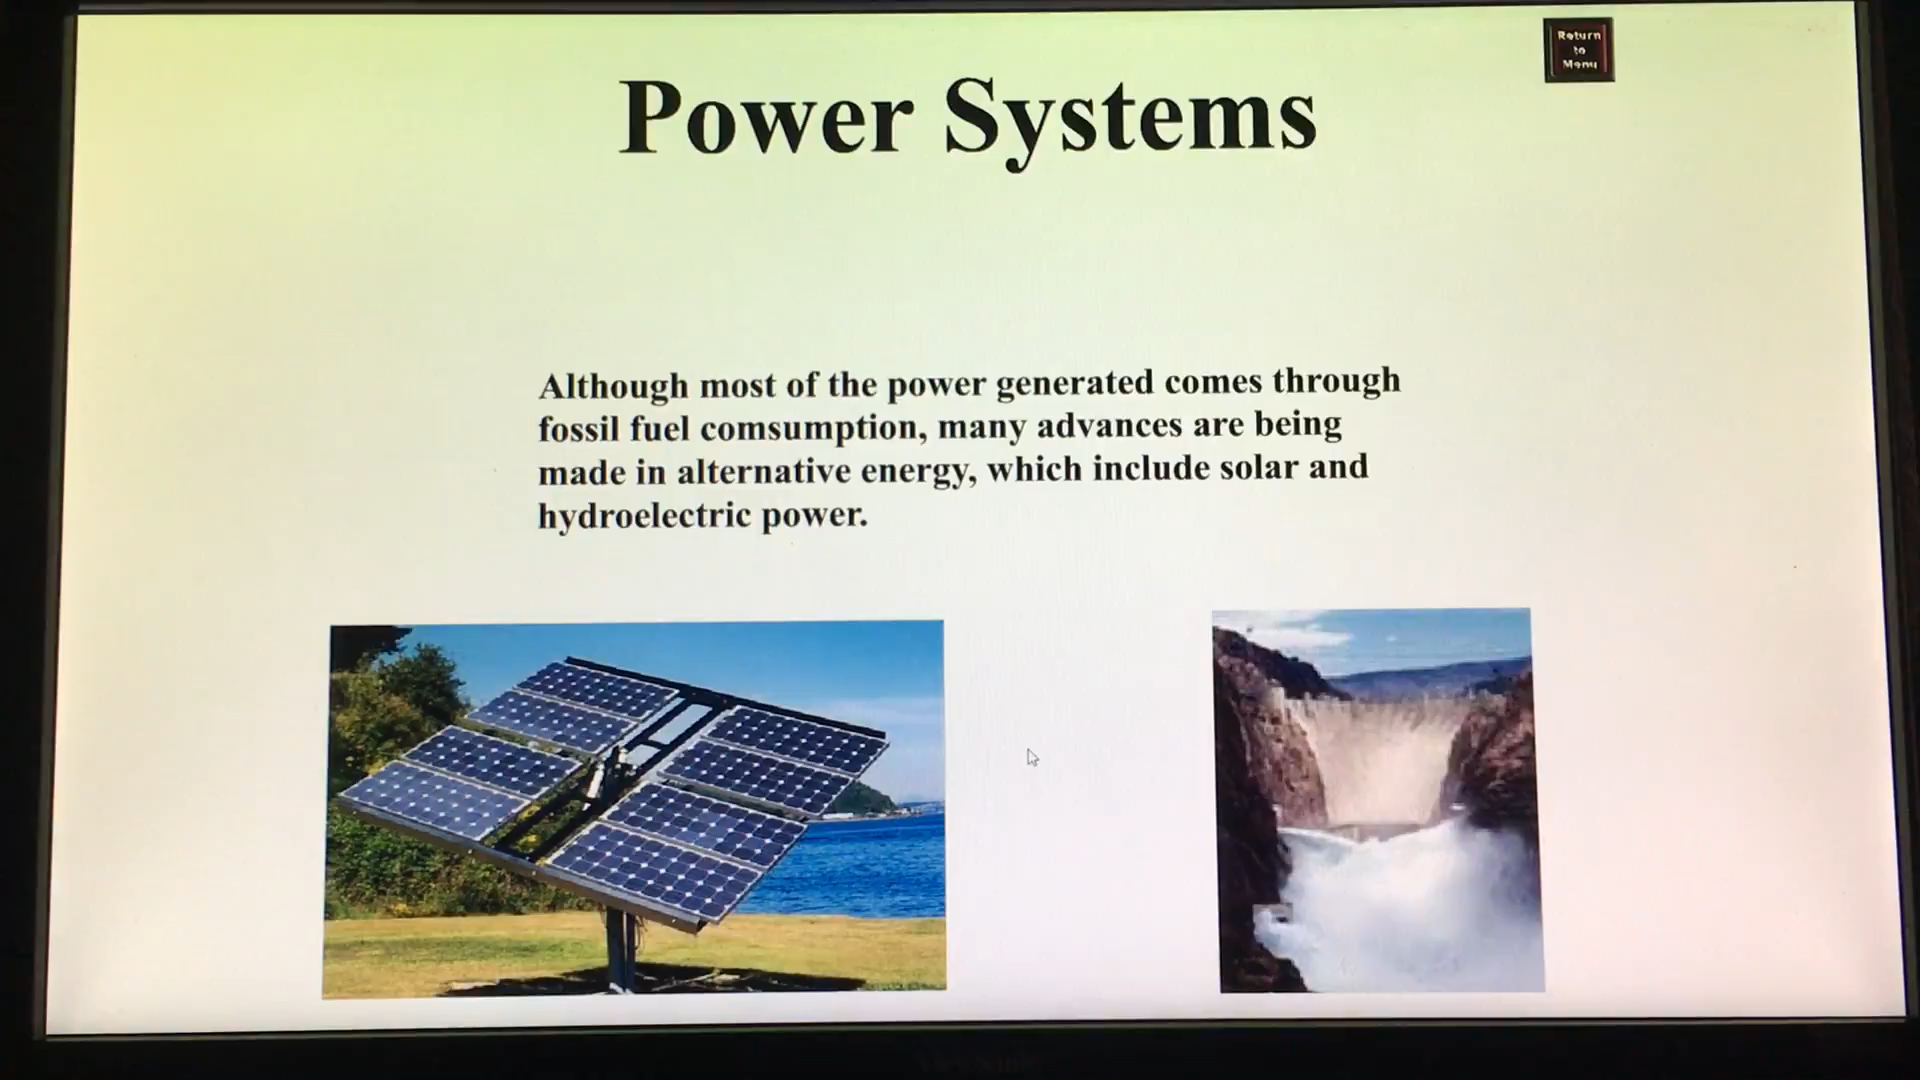 Return
to
Menu
Power Systems
Although most of the power generated comes through
fossil fuel comsumption, many advances are being
made in alternative energy, which include solar and
hydroelectric power.